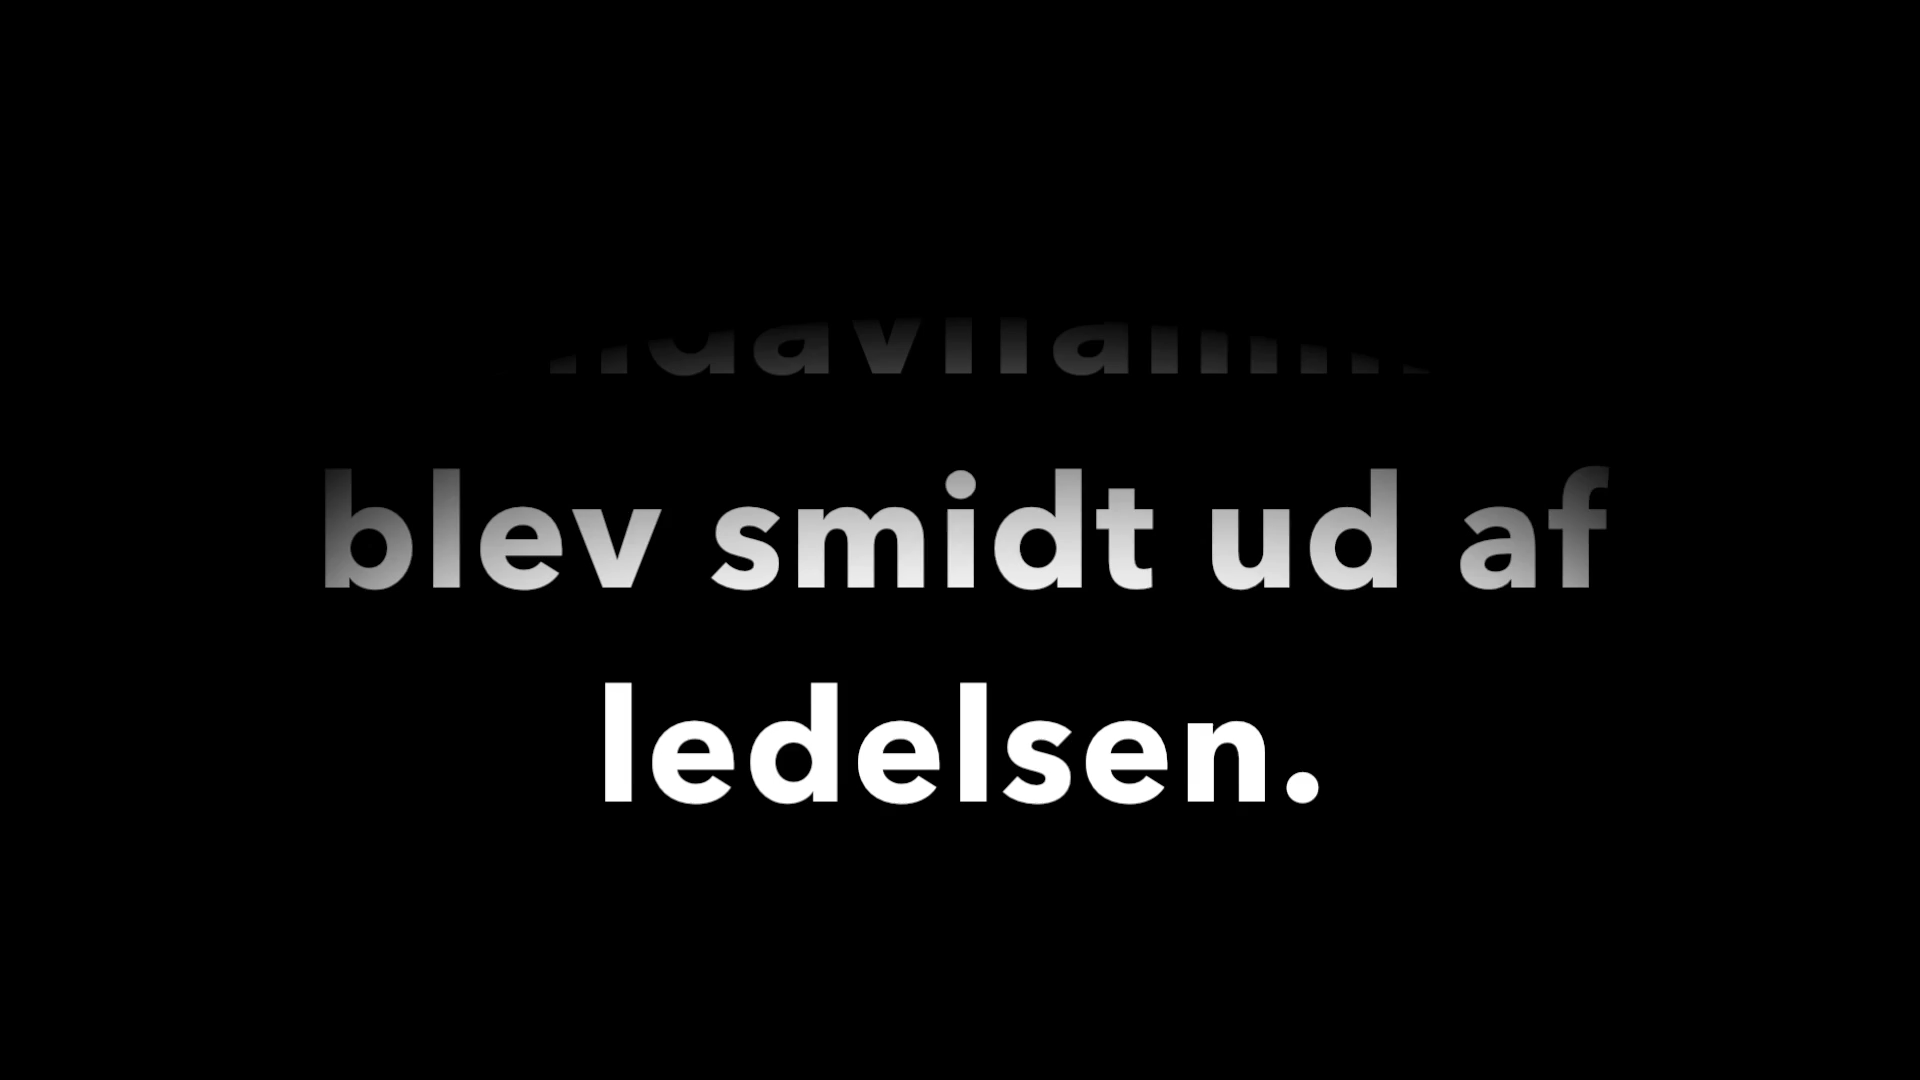 blev smidt ud af
ledelsen.